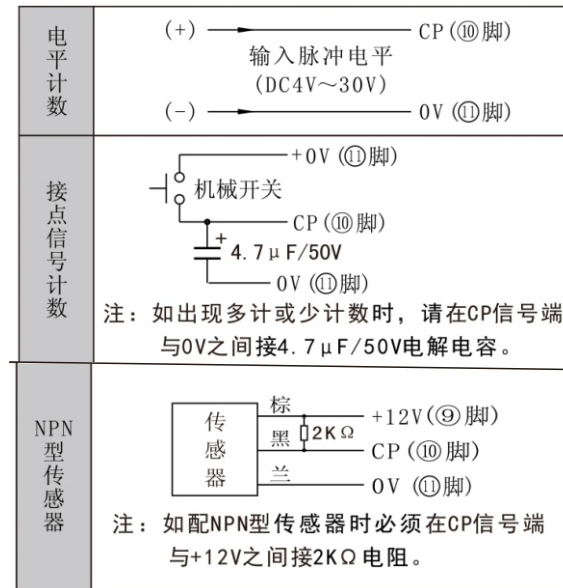 电平计数
(+) CP(⑩脚)
输入脉冲电平
(DC4V～30V)
(-) 0V(⑪脚)
接点信号计数
+0V(⑪脚)
机械开关
CP(⑩脚)
+
4.7μF/50V
0V(⑪脚)
注：如出现多计或少计数时，请在CP信号端
与0V之间接4.7μF/50V电解电容。
NPN型传感器
传感器
棕
+12V(⑨脚)
2KΩ
黑
CP(⑩脚)
兰
0V(⑪脚)
注：如配NPN型传感器时必须在CP信号端
与+12V之间接2KΩ电阻。